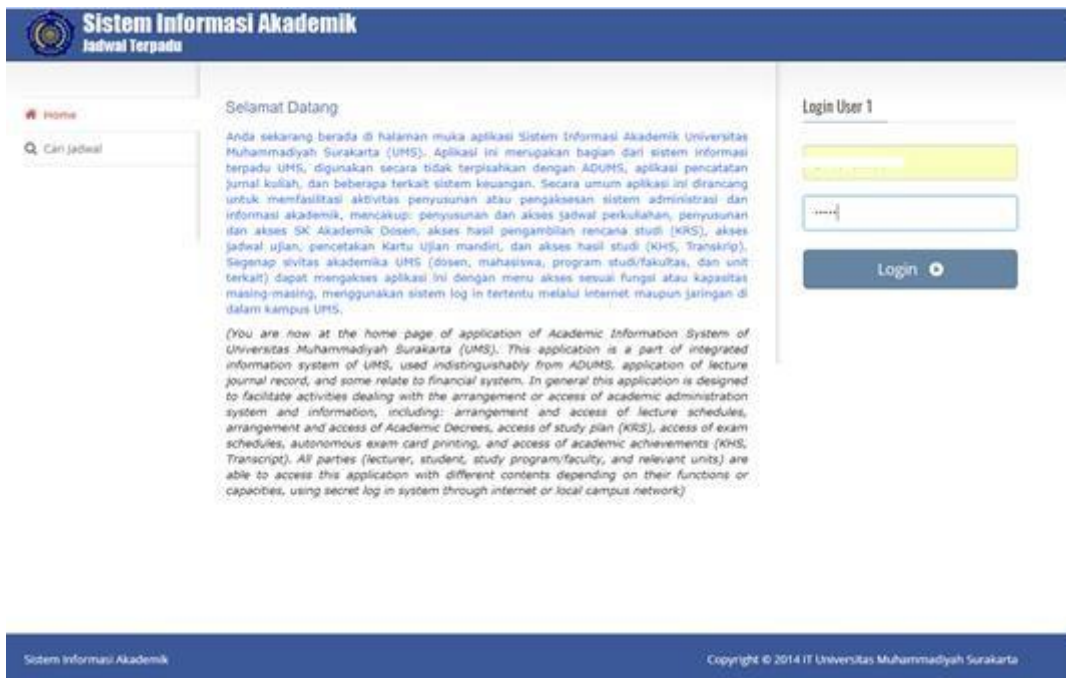 Sistem Informasi Akademik
Jadwal Terpadu
Home
Cari Jadwal
Selamat Datang
Anda sekarang berada di halaman muka aplikasi Sistem Informasi Akademik Universitas
Muhammadiyah Surakarta (UMS). Aplikasi ini merupakan bagian dari sistem informasi
terpadu UMS, digunakan secara tidak terpisahkan dengan ADUMS, aplikasi pencatatan
jurnal kuliah, dan beberapa terkait sistem keuangan. Secara umum aplikasi ini dirancang
untuk memfasilitasi aktivitas penyusunan atau pengaksesan sistem administrasi dan
informasi akademik, mencakup: penyusunan dan akses jadwal perkuliahan, penyusunan
dan akses SK Akademik Dosen, akses hasil pengambilan rencana studi (KRS), akses
jadwal ujian, pencetakan Kartu Ujian mandiri, dan akses hasil studi (KHS, Transkrip).
Segenap sivitas akademika UMS (dosen, mahasiswa, program studi/fakultas, dan unit
terkait) dapat mengakses aplikasi ini dengan menu akses sesuai fungsi atau kapasitas
masing-masing, menggunakan sistem log in tertentu melalui internet maupun jaringan di
dalam kampus UMS.
(You are now at the home page of application of Academic Information System of
Universitas Muhammadiyah Surakarta (UMS). This application is a part of integrated
information system of UMS, used indistinguishably from ADUMS, application of lecture
journal record, and some relate to financial system. In general this application is designed
to facilitate activities dealing with the arrangement or access of academic administration
system and information, including: arrangement and access of lecture schedules,
arrangement and access of Academic Decrees, access of study plan (KRS), access of exam
schedules, autonomous exam card printing, and access of academic achievements (KHS,
Transcript). All parties (lecturer, student, study program/faculty, and relevant units) are
able to access this application with different contents depending on their functions or
capacities, using secret log in system through internet or local campus network)
Login User 1
Login
Sistem Informasi Akademik
Copyright © 2014 IT Universitas Muhammadiyah Surakarta